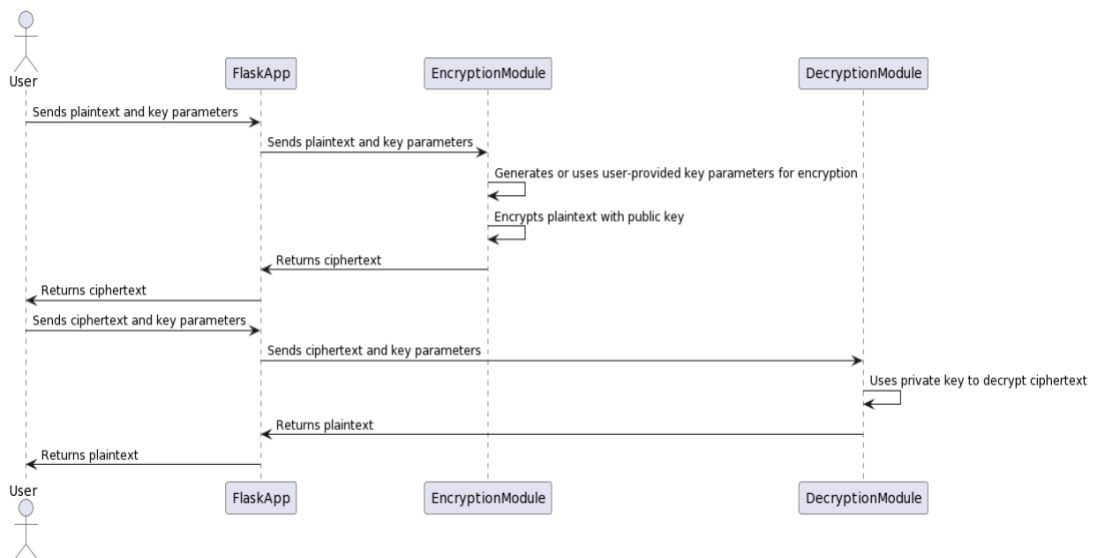 User
FlaskApp
EncryptionModule
DecryptionModule
Sends plaintext and key parameters
Sends plaintext and key parameters
Generates or uses user-provided key parameters for encryption
Encrypts plaintext with public key
Returns ciphertext
Returns ciphertext
Sends ciphertext and key parameters
Sends ciphertext and key parameters
Uses private key to decrypt ciphertext
Returns plaintext
Returns plaintext
User
FlaskApp
EncryptionModule
DecryptionModule